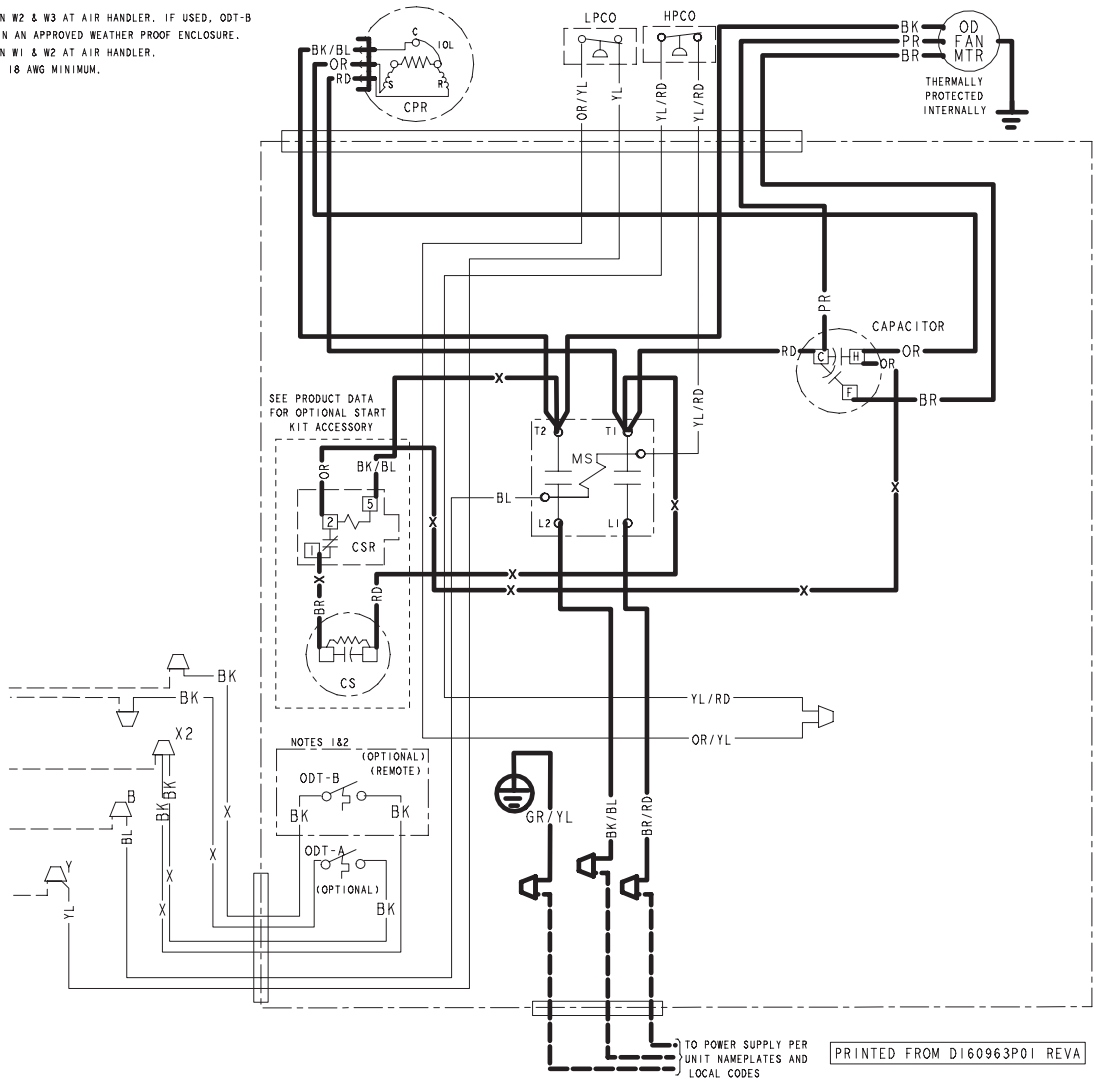 N W2 & W3 AT AIR HANDLER. IF USED, ODT-B
N AN APPROVED WEATHER PROOF ENCLOSURE.
N W1 & W2 AT AIR HANDLER.
18 AWG MINIMUM.
BK/BL
OR
RD
C
IOL
S
R
CPR
LPCO
HPCO
OR/YL
YL
YL/RD
YL/RD
BK
PR
BR
OD
FAN
MTR
THERMALLY
PROTECTED
INTERNALLY
PR
CAPACITOR
RD
C
H
OR
OR
F
BR
X
YL/RD
SEE PRODUCT DATA
FOR OPTIONAL START
KIT ACCESSORY
T2
T1
MS
BL
L2
L1
OR
BK/BL
5
2
1
CSR
X
X
X
X
X
X
X
BR
RD
CS
BK
BK
X2
BK
BK
B
BL
Y
YL
X
X
X
X
YL/RD
OR/YL
NOTES 1&2
(OPTIONAL)
(REMOTE)
ODT-B
BK
BK
ODT-A
(OPTIONAL)
BK
GR/YL
BK/BL
BR/RD
TO POWER SUPPLY PER
UNIT NAMEPLATES AND
LOCAL CODES
PRINTED FROM D160963P01 REVA